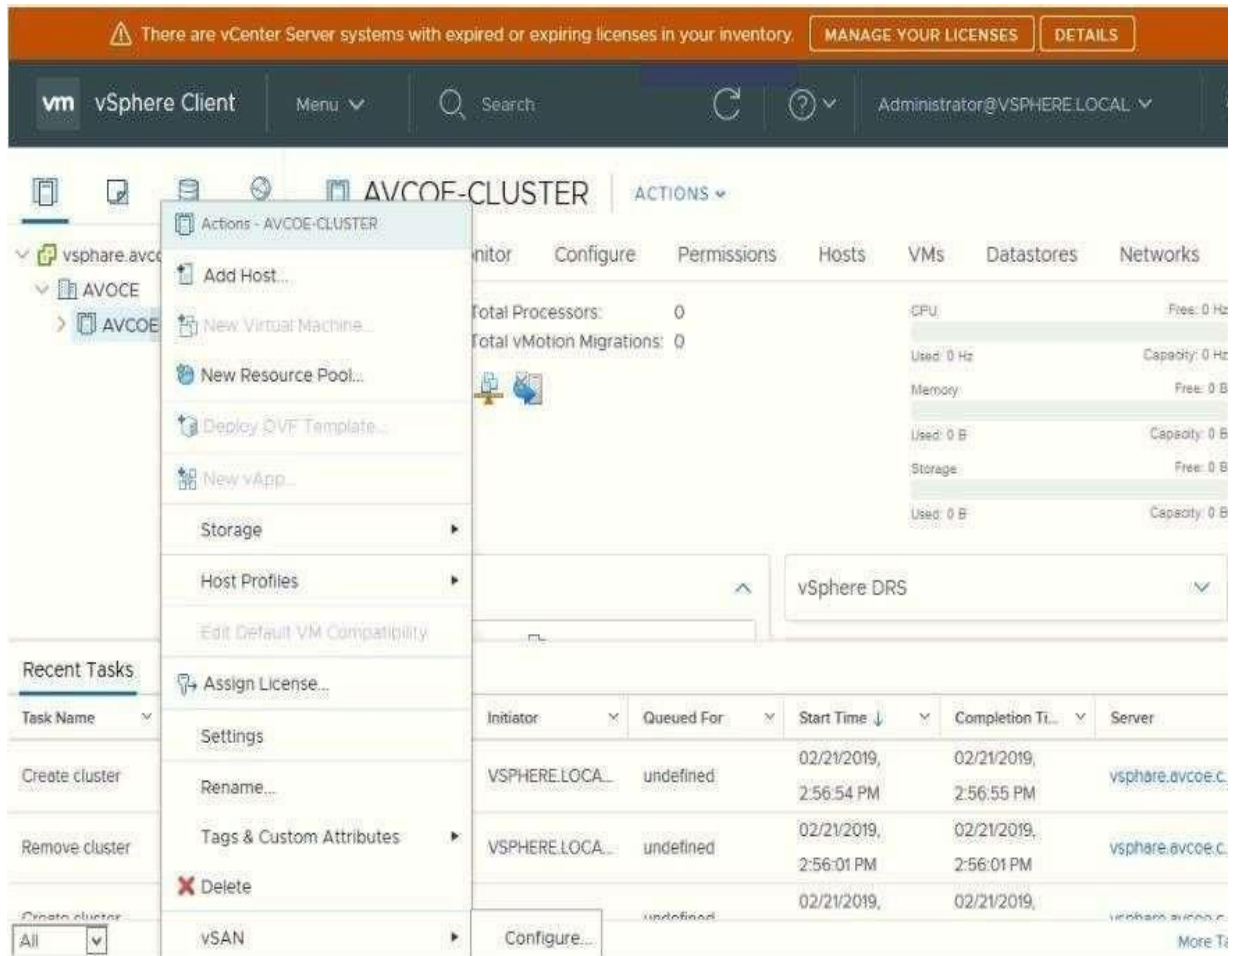 There are vCenter Server systems with expired or expiring licenses in your inventory. MANAGE YOUR LICENSES DETAILS
vm vSphere Client Menu Search Administrator@VSPHERE.LOCAL
AVCOE-CLUSTER ACTIONS
Actions - AVCOE-CLUSTER
vsphare.avco
nitor Configure Permissions Hosts VMs Datastores Networks
Add Host...
AVOCE
AVCOE
New Virtual Machine...
Total Processors: 0
Total vMotion Migrations: 0
CPU Free: 0 Hz
Used: 0 Hz Capacity: 0 Hz
New Resource Pool...
Memory Free: 0 B
Deploy OVF Template...
Used: 0 B Capacity: 0 B
New vApp...
Storage Free: 0 B
Used: 0 B Capacity: 0 B
Storage
Host Profiles
vSphere DRS
Edit Default VM Compatibility
Recent Tasks
Assign License...
Task Name Initiator Queued For Start Time Completion Ti... Server
Settings
Create cluster VSPHERE.LOCA... undefined 02/21/2019, 02/21/2019, vsphare.avcoe.c
2:56:54 PM 2:56:55 PM
Rename...
Tags & Custom Attributes
Remove cluster VSPHERE.LOCA... undefined 02/21/2019, 02/21/2019, vsphare.avcoe.c
2:56:01 PM 2:56:01 PM
Delete
Create cluster undefined 02/21/2019, 02/21/2019, vsphare.avcoe.c
All
vSAN
Configure...
More Ta